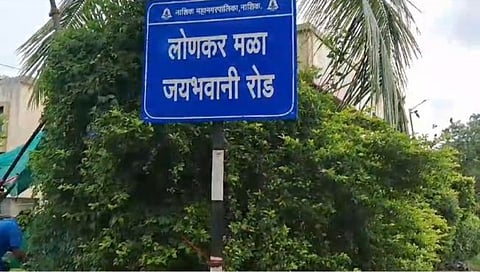 नाशिक महानगरपालिका, नाशिक.
लोणकर मळा
जयभवानी रोड